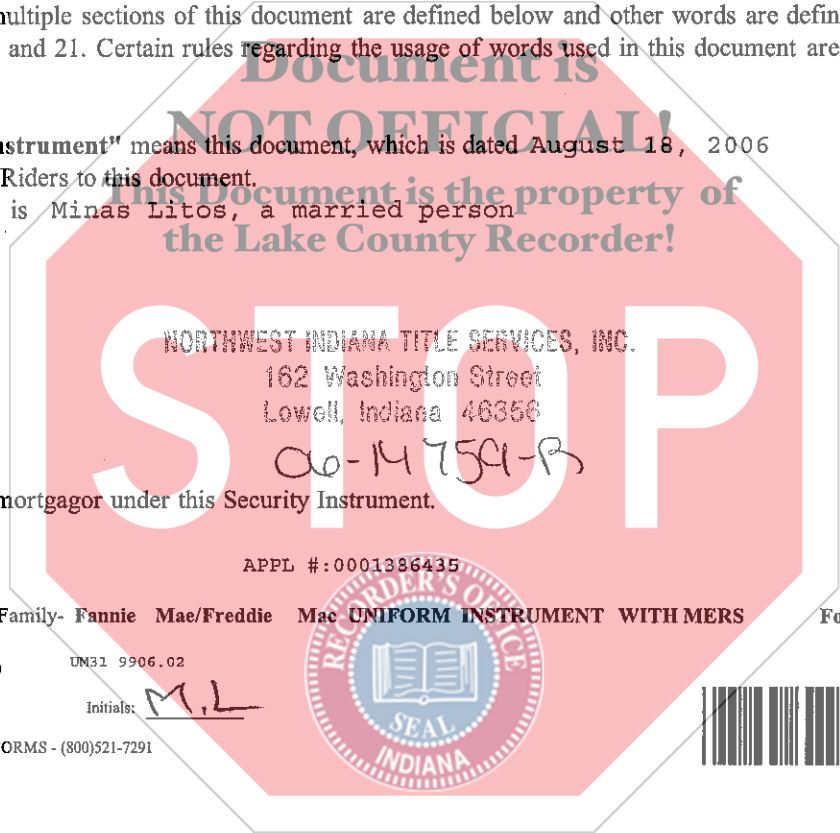 multiple sections of this document are defined below and other words are defin
and 21. Certain rules regarding the usage of words used in this document are
Document is
NOT OFFICIAL!
nstrument" means this document, which is dated August 18, 2006
Riders to this document.
This Document is the property of
is Minas Litos, a married person
the Lake County Recorder!
STOP
NORTHWEST INDIANA TITLE SERVICES, INC.
162 Washington Street
Lowell, Indiana 46356
06-14759-B
mortgagor under this Security Instrument.
APPL #:0001386435
Family- Fannie Mae/Freddie Mac UNIFORM INSTRUMENT WITH MERS Fo
UM31 9906.02
Initials: M.L
ORMS - (800)521-7291
RECORDER'S OFFICE
SEAL
INDIANA